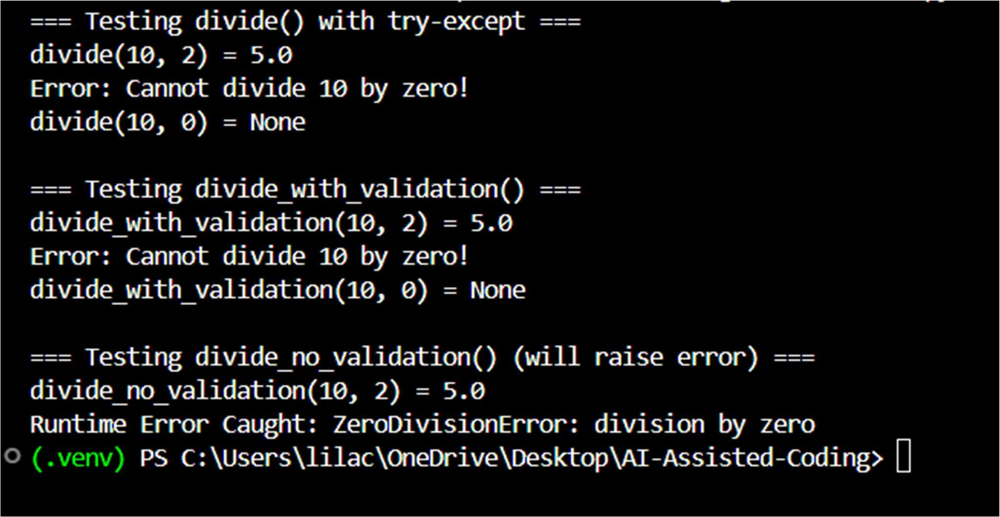 === Testing divide() with try-except ===
divide(10, 2) = 5.0
Error: Cannot divide 10 by zero!
divide(10, 0) = None
=== Testing divide_with_validation() ===
divide_with_validation(10, 2) = 5.0
Error: Cannot divide 10 by zero!
divide_with_validation(10, 0) = None
=== Testing divide_no_validation() (will raise error) ===
divide_no_validation(10, 2) = 5.0
Runtime Error Caught: ZeroDivisionError: division by zero
(.venv) PS C:\Users\lilac\OneDrive\Desktop\AI-Assisted-Coding>